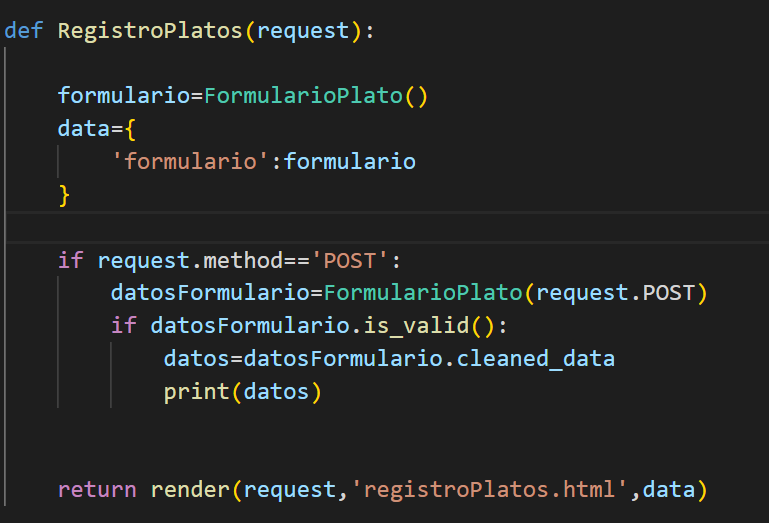 def RegistroPlatos(request):
formulario=FormularioPlato()
data={
'formulario':formulario
}
if request.method=='POST':
datosFormulario=FormularioPlato(request.POST)
if datosFormulario.is_valid():
datos=datosFormulario.cleaned_data
print(datos)
return render(request,'registroPlatos.html',data)